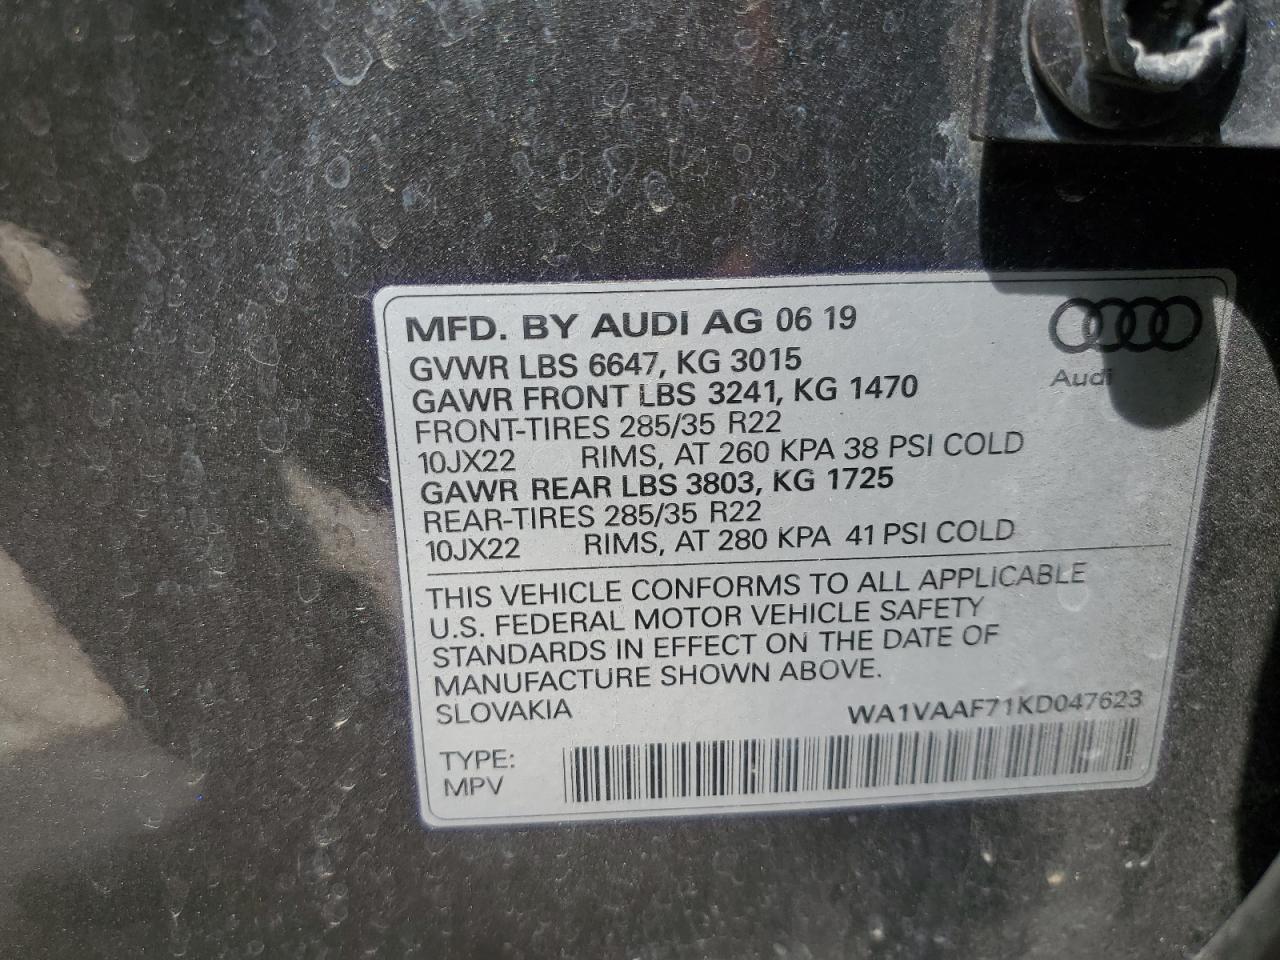 MFD. BY AUDI AG 06 19
GVWR LBS 6647, KG 3015
GAWR FRONT LBS 3241, KG 1470
FRONT-TIRES 285/35 R22
10JX22 RIMS, AT 260 KPA 38 PSI COLD
GAWR REAR LBS 3803, KG 1725
REAR-TIRES 285/35 R22
10JX22 RIMS, AT 280 KPA 41 PSI COLD
Audi
THIS VEHICLE CONFORMS TO ALL APPLICABLE
U.S. FEDERAL MOTOR VEHICLE SAFETY
STANDARDS IN EFFECT ON THE DATE OF
MANUFACTURE SHOWN ABOVE.
SLOVAKIA WA1VAAF71KD047623
TYPE:
MPV